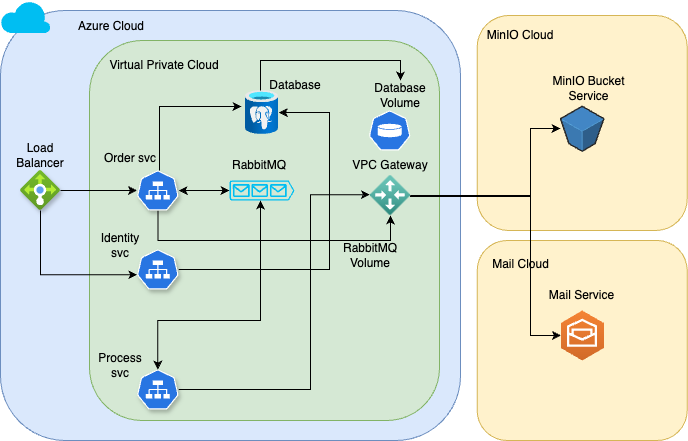 Azure Cloud
MinIO Cloud
Virtual Private Cloud
Database
Database
Volume
MinIO Bucket
Service
Load
Balancer
Order svc
RabbitMQ
VPC Gateway
Identity
svc
RabbitMQ
Volume
Mail Cloud
Mail Service
Process
svc